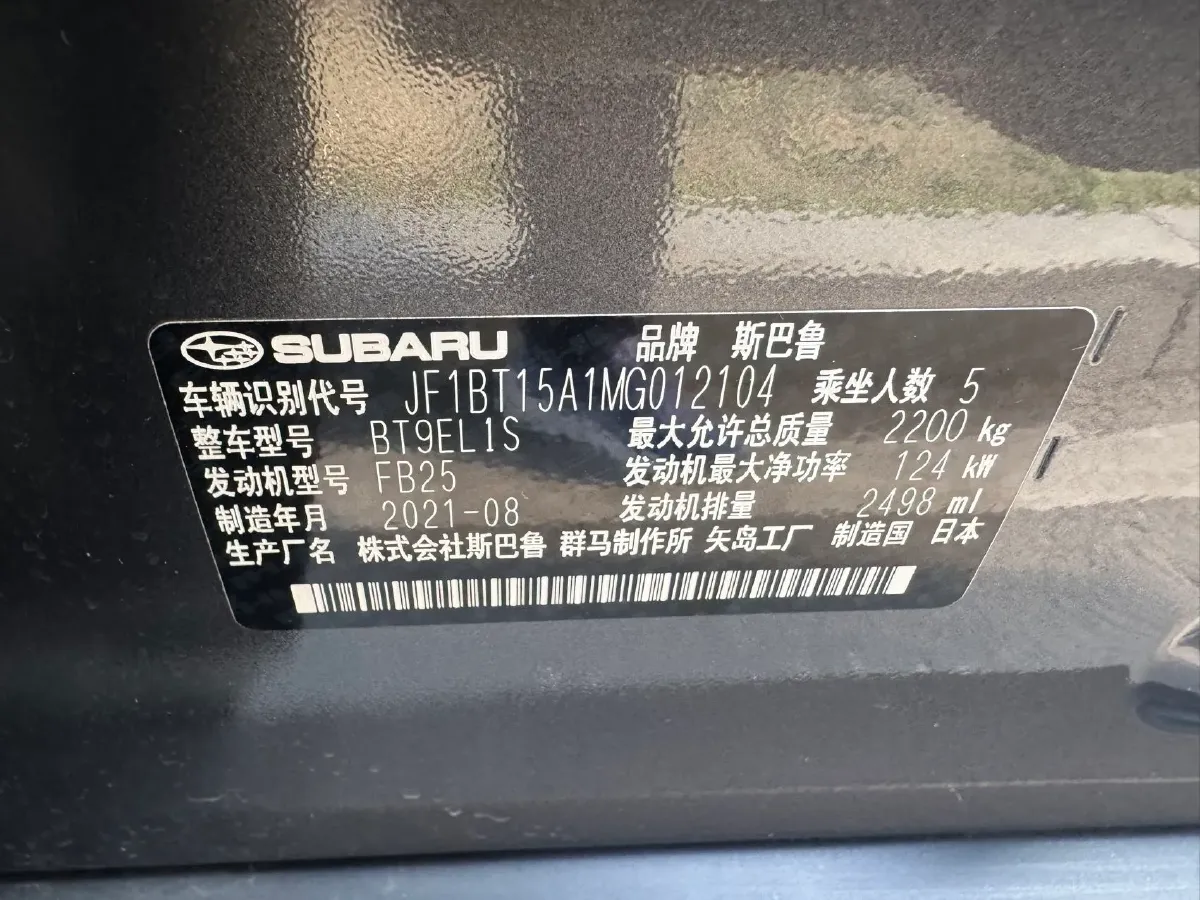 SUBARU 品牌 斯巴鲁
车辆识别代号 JF1BT15A1MG012104 乘坐人数 5
整车型号 BT9EL1S 最大允许总质量 2200 kg
发动机型号 FB25 发动机最大净功率 124 kW
制造年月 2021-08 发动机排量 2498 ml
生产厂名 株式会社斯巴鲁 群马制作所 矢岛工厂 制造国 日本